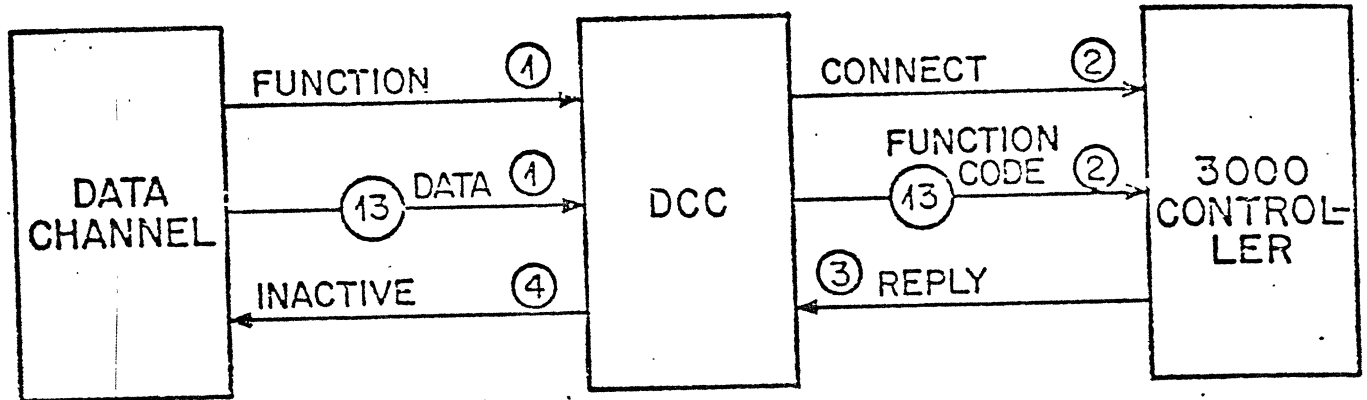 FUNCTION 1
CONNECT 2
DATA
CHANNEL
13 DATA 1
DCC
FUNCTION
13 CODE 2
3000
CONTROL-
LER
INACTIVE 4
3 REPLY